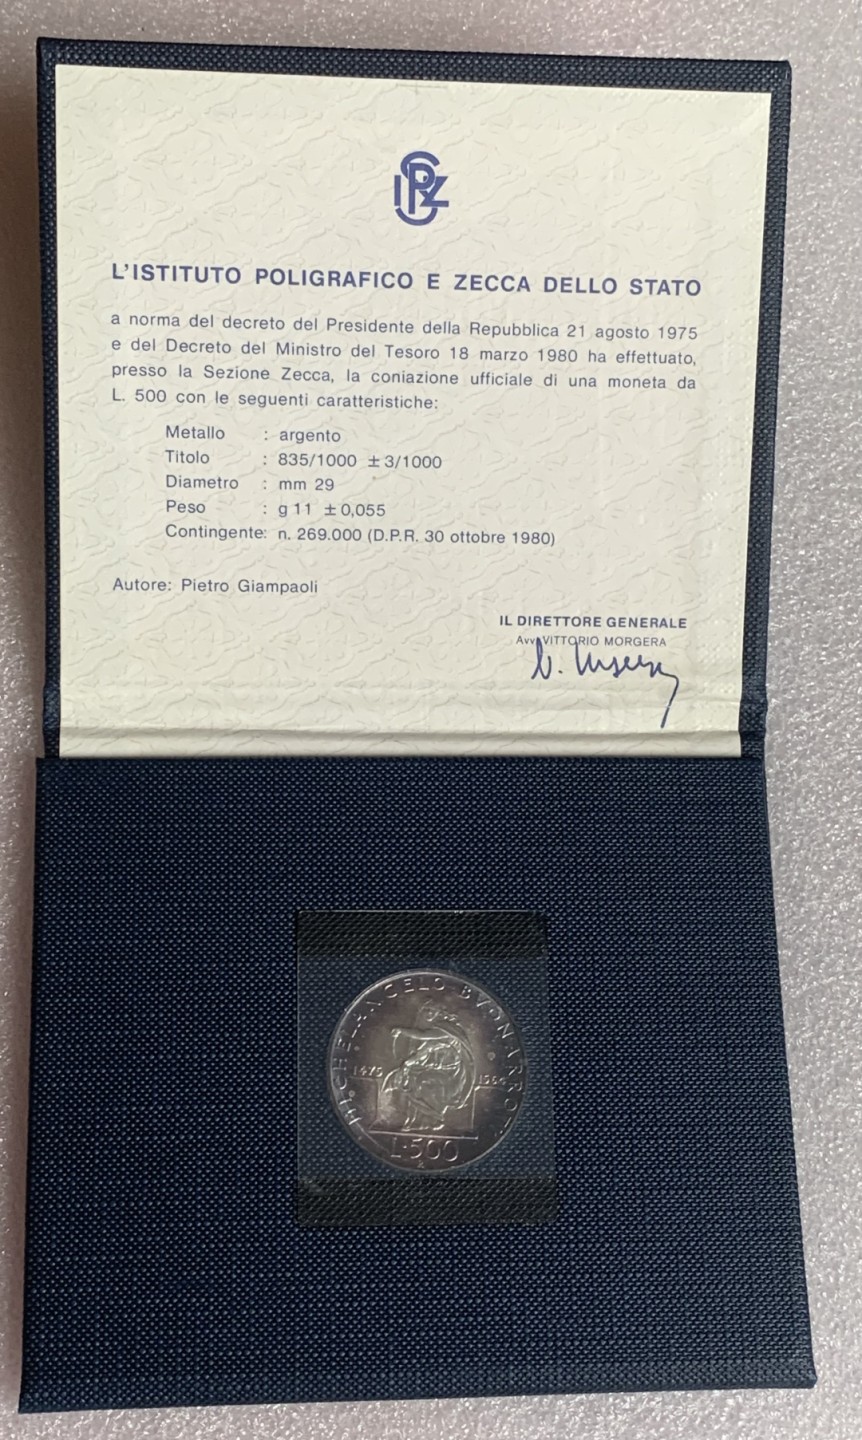 IPZS
L'ISTITUTO POLIGRAFICO E ZECCA DELLO STATO
a norma del decreto del Presidente della Repubblica 21 agosto 1975
e del Decreto del Ministro del Tesoro 18 marzo 1980 ha effettuato,
presso la Sezione Zecca, la coniazione ufficiale di una moneta da
L. 500 con le seguenti caratteristiche:
Metallo : argento
Titolo : 835/1000 ±3/1000
Diametro : mm 29
Peso : g 11 ±0,055
Contingente: n. 269.000 (D.P.R. 30 ottobre 1980)
Autore: Pietro Giampaoli
IL DIRETTORE GENERALE
Avv. VITTORIO MORGERA
MICHELANGELO BVONARROTI
1475 1564
L·500
R